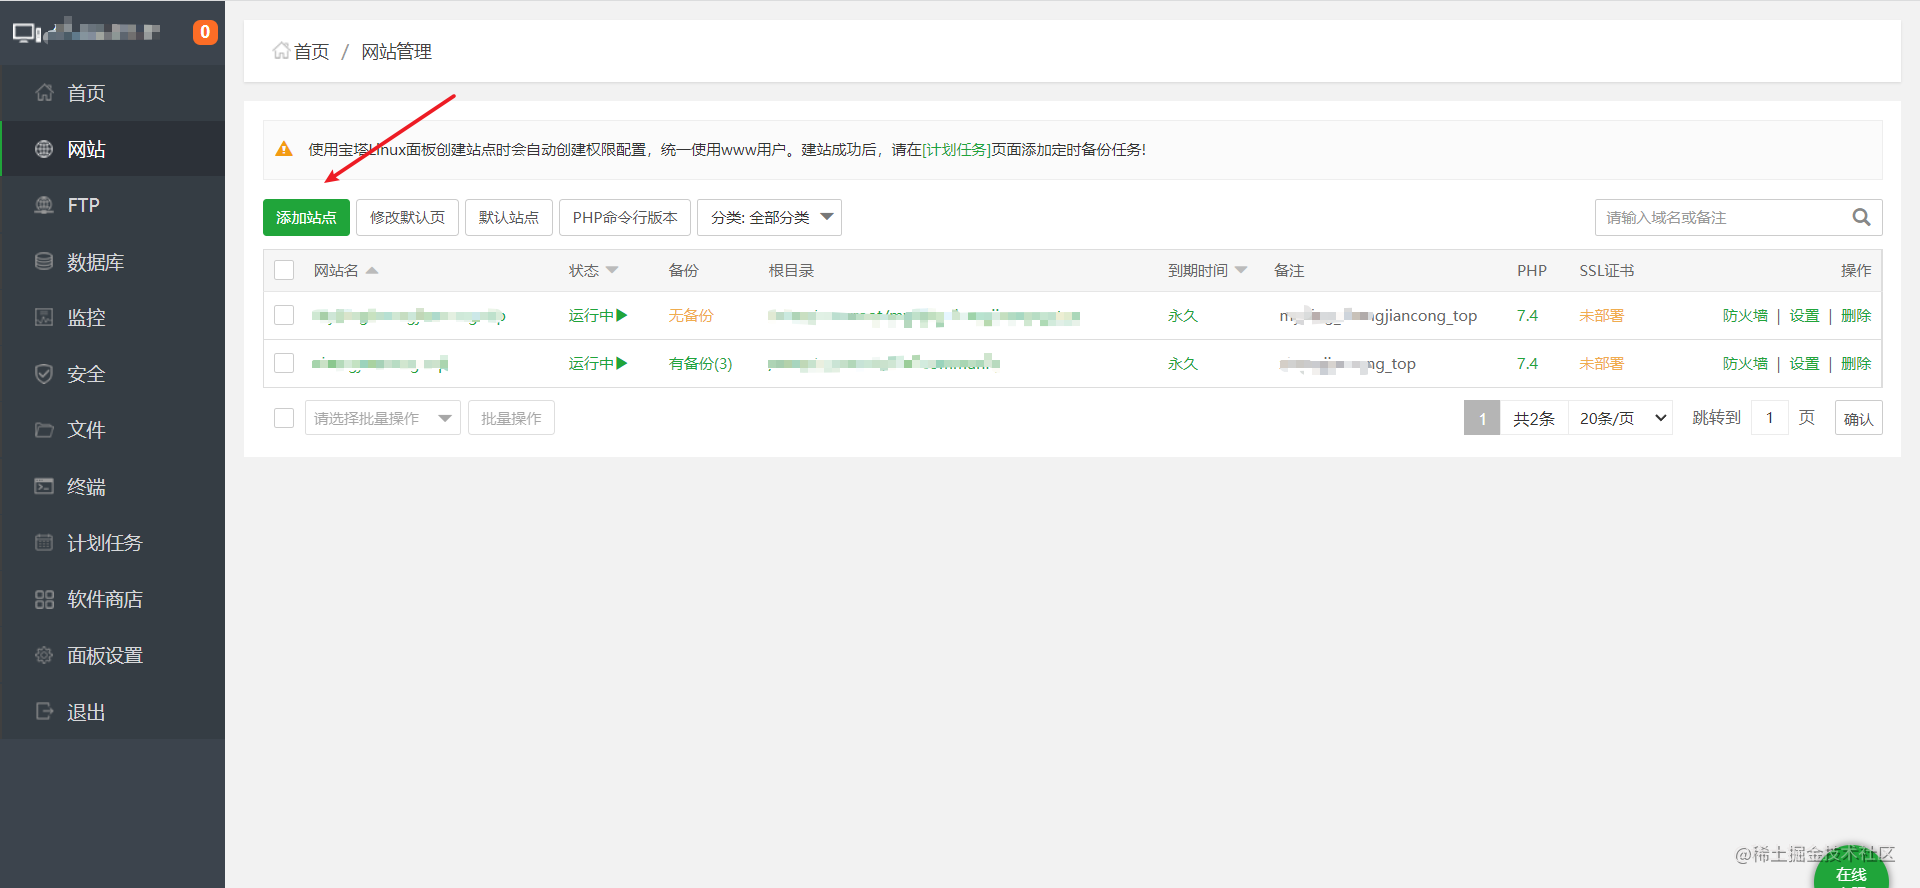 0
首页
网站
FTP
数据库
监控
安全
文件
终端
计划任务
软件商店
面板设置
退出
首页 / 网站管理
使用宝塔Linux面板创建站点时会自动创建权限配置，统一使用www用户。建站成功后，请在[计划任务]页面添加定时备份任务!
添加站点 修改默认页 默认站点 PHP命令行版本 分类: 全部分类 请输入域名或备注
网站名 状态 备份 根目录 到期时间 备注 PHP SSL证书 操作
运行中 无备份 永久 ngjiancong_top 7.4 未部署 防火墙 | 设置 | 删除
运行中 有备份(3) 永久 ng_top 7.4 未部署 防火墙 | 设置 | 删除
请选择批量操作 批量操作 1 共2条 20条/页 跳转到 1 页 确认
@稀土掘金技术社区
在线